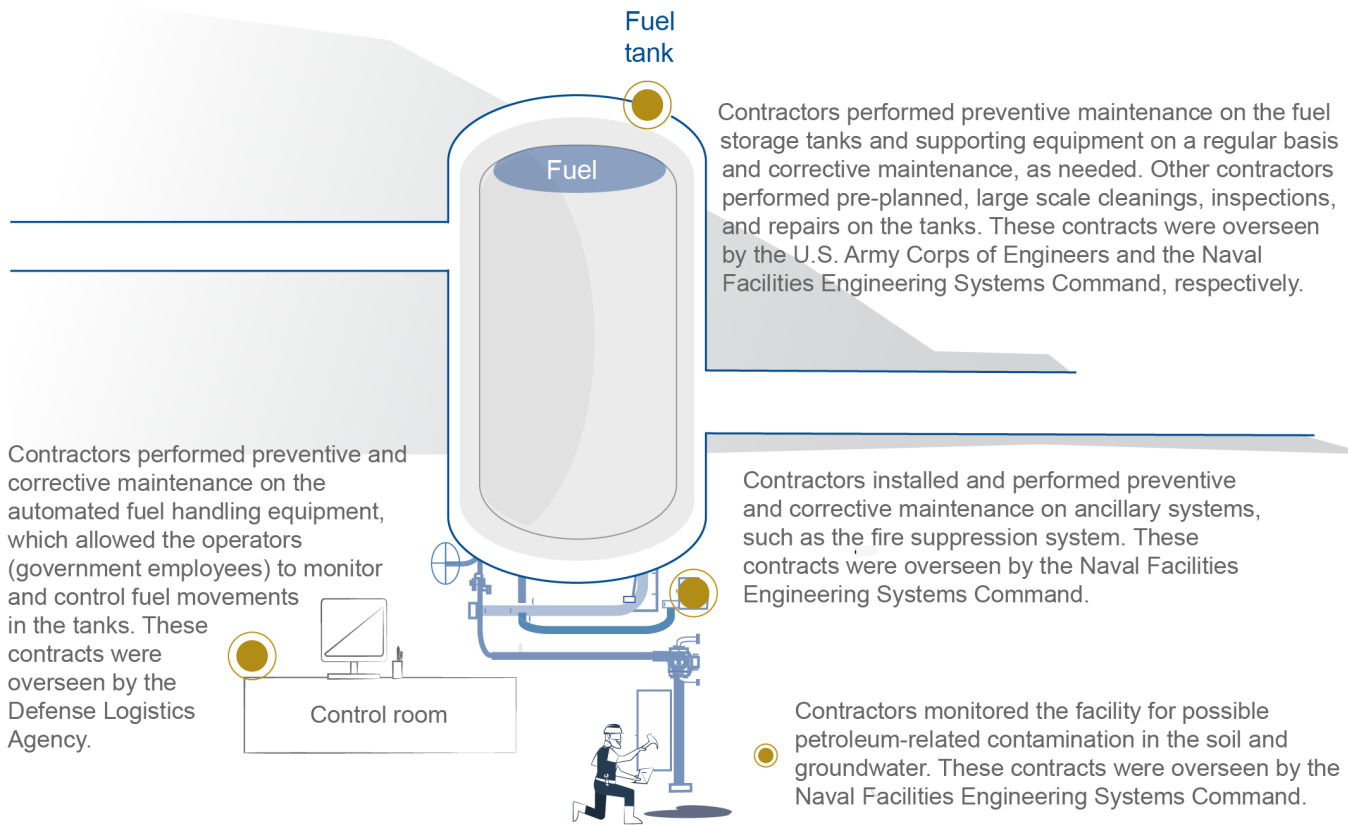 Fuel
tank
Contractors performed preventive maintenance on the fuel
storage tanks and supporting equipment on a regular basis
and corrective maintenance, as needed. Other contractors
performed pre-planned, large scale cleanings, inspections,
and repairs on the tanks. These contracts were overseen
by the U.S. Army Corps of Engineers and the Naval
Facilities Engineering Systems Command, respectively.
Fuel
Contractors performed preventive and
corrective maintenance on the
automated fuel handling equipment,
which allowed the operators
(government employees) to monitor
and control fuel movements
in the tanks. These
contracts were
overseen by the
Defense Logistics
Agency.
Control room
Contractors installed and performed preventive
and corrective maintenance on ancillary systems,
such as the fire suppression system. These
contracts were overseen by the Naval Facilities
Engineering Systems Command.
Contractors monitored the facility for possible
petroleum-related contamination in the soil and
groundwater. These contracts were overseen by the
Naval Facilities Engineering Systems Command.